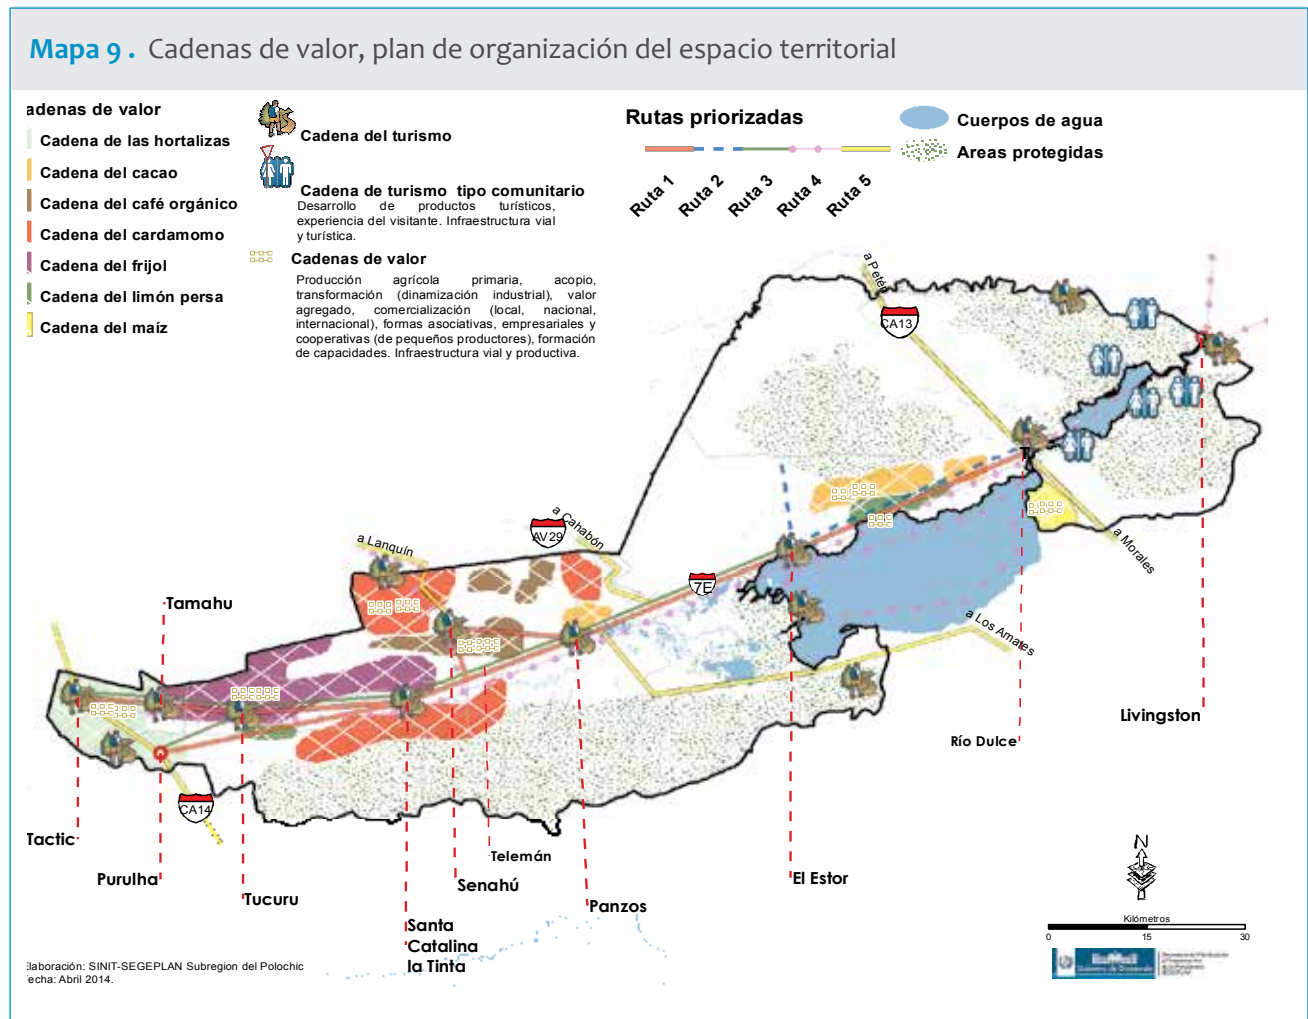 Mapa 9 . Cadenas de valor, plan de organización del espacio territorial
adenas de valor
Cadena de las hortalizas
Cadena del cacao
Cadena del café orgánico
Cadena del cardamomo
Cadena del frijol
Cadena del limón persa
Cadena del maíz
Cadena del turismo
Cadena de turismo tipo comunitario
Desarrollo de productos turísticos,
experiencia del visitante. Infraestructura vial
y turística.
Cadenas de valor
Producción agrícola primaria, acopio,
transformación (dinamización industrial), valor
agregado, comercialización (local, nacional,
internacional), formas asociativas, empresariales y
cooperativas (de pequeños productores), formación
de capacidades. Infraestructura vial y productiva.
Rutas priorizadas
Ruta 1
Ruta 2
Ruta 3
Ruta 4
Ruta 5
Cuerpos de agua
Areas protegidas
a Petén
CA13
a Cahabón
AV29
a Lanquín
7E
a Morales
a Los Amates
Tamahu
CA14
Livingston
Río Dulce
Tactic
Purulha
Tucuru
Santa
Catalina
la Tinta
Senahú
Telemán
Panzos
El Estor
N
Kilómetros
0 15 30
Elaboración: SINIT-SEGEPLAN Subregion del Polochic
Fecha: Abril 2014.
Gobierno de Guatemala